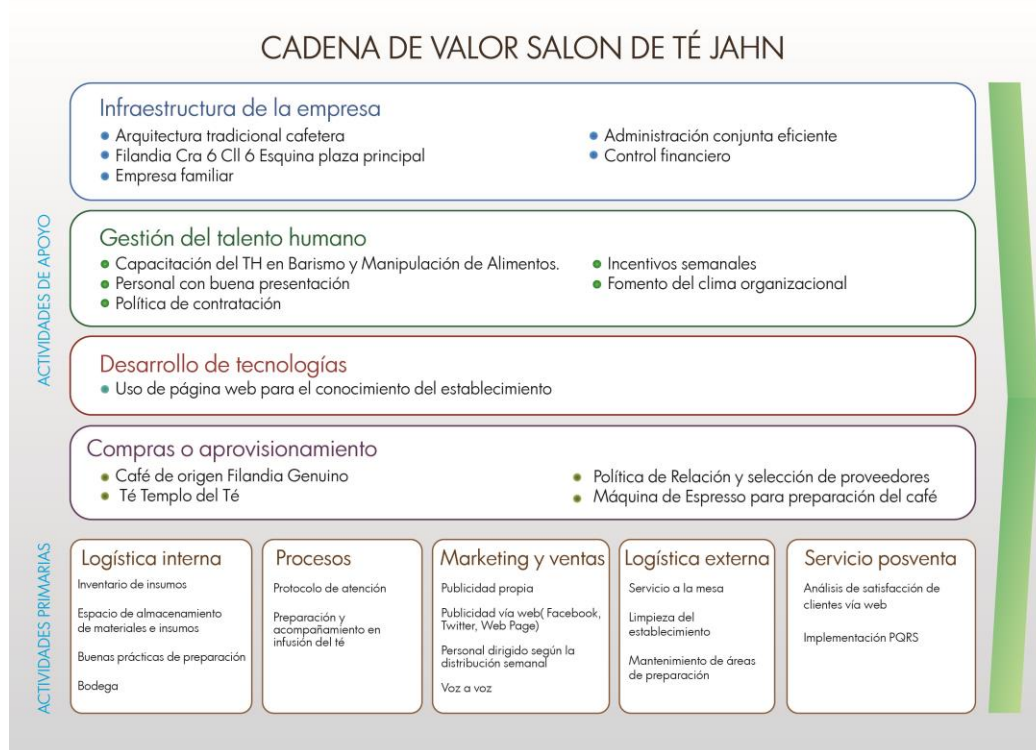 CADENA DE VALOR SALON DE TÉ JAHN
ACTIVIDADES DE APOYO
Infraestructura de la empresa
Arquitectura tradicional cafetera
Filandia Cra 6 Cll 6 Esquina plaza principal
Empresa familiar
Administración conjunta eficiente
Control financiero
Gestión del talento humano
Capacitación del TH en Barismo y Manipulación de Alimentos.
Personal con buena presentación
Política de contratación
Incentivos semanales
Fomento del clima organizacional
Desarrollo de tecnologías
Uso de página web para el conocimiento del establecimiento
Compras o aprovisionamiento
Café de origen Filandia Genuino
Té Templo del Té
Política de Relación y selección de proveedores
Máquina de Espresso para preparación del café
ACTIVIDADES PRIMARIAS
Logística interna
Inventario de insumos
Espacio de almacenamiento
de materiales e insumos
Buenas prácticas de preparación
Bodega
Procesos
Protocolo de atención
Preparación y
acompañamiento en
infusión del té
Marketing y ventas
Publicidad propia
Publicidad vía web( Facebook,
Twitter, Web Page)
Personal dirigido según la
distribución semanal
Voz a voz
Logística externa
Servicio a la mesa
Limpieza del
establecimiento
Mantenimiento de áreas
de preparación
Servicio posventa
Análisis de satisfacción de
clientes vía web
Implementación PQRS